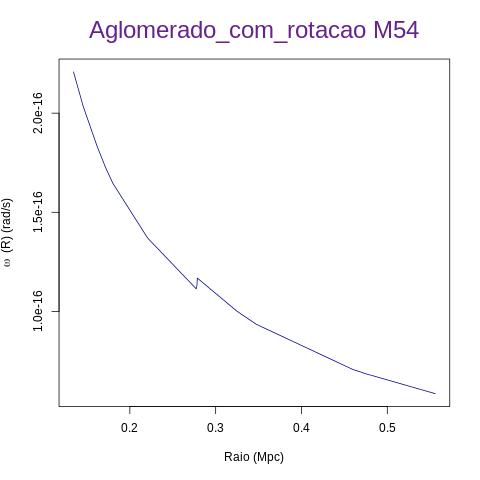 Aglomerado_com_rotacao M54
ω (R) (rad/s)
2.0e-16
1.5e-16
1.0e-16
0.2 0.3 0.4 0.5
Raio (Mpc)